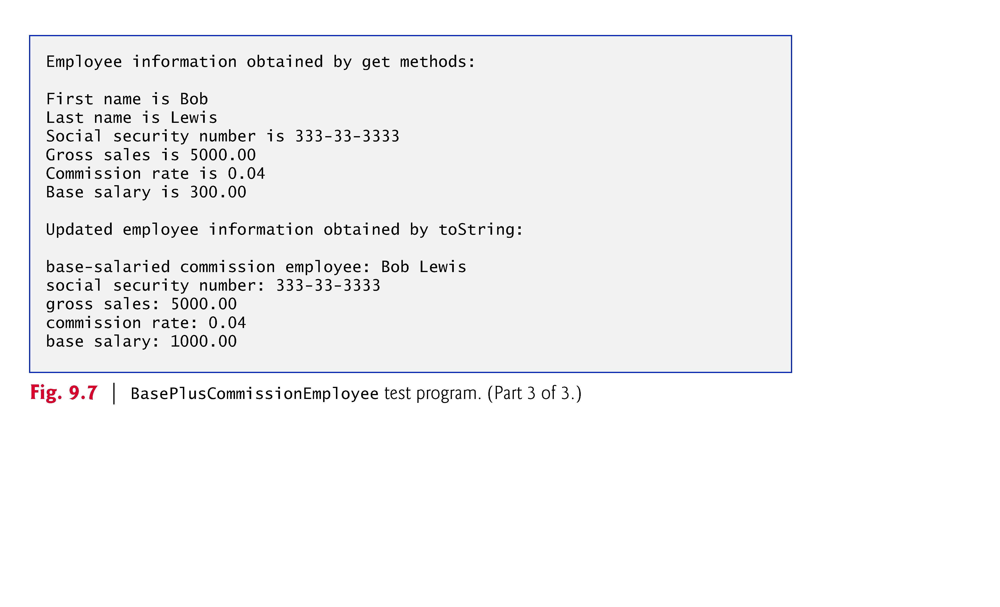 Employee information obtained by get methods:
First name is Bob
Last name is Lewis
Social security number is 333-33-3333
Gross sales is 5000.00
Commission rate is 0.04
Base salary is 300.00
Updated employee information obtained by toString:
base-salaried commission employee: Bob Lewis
social security number: 333-33-3333
gross sales: 5000.00
commission rate: 0.04
base salary: 1000.00
Fig. 9.7 | BasePlusCommissionEmployee test program. (Part 3 of 3.)